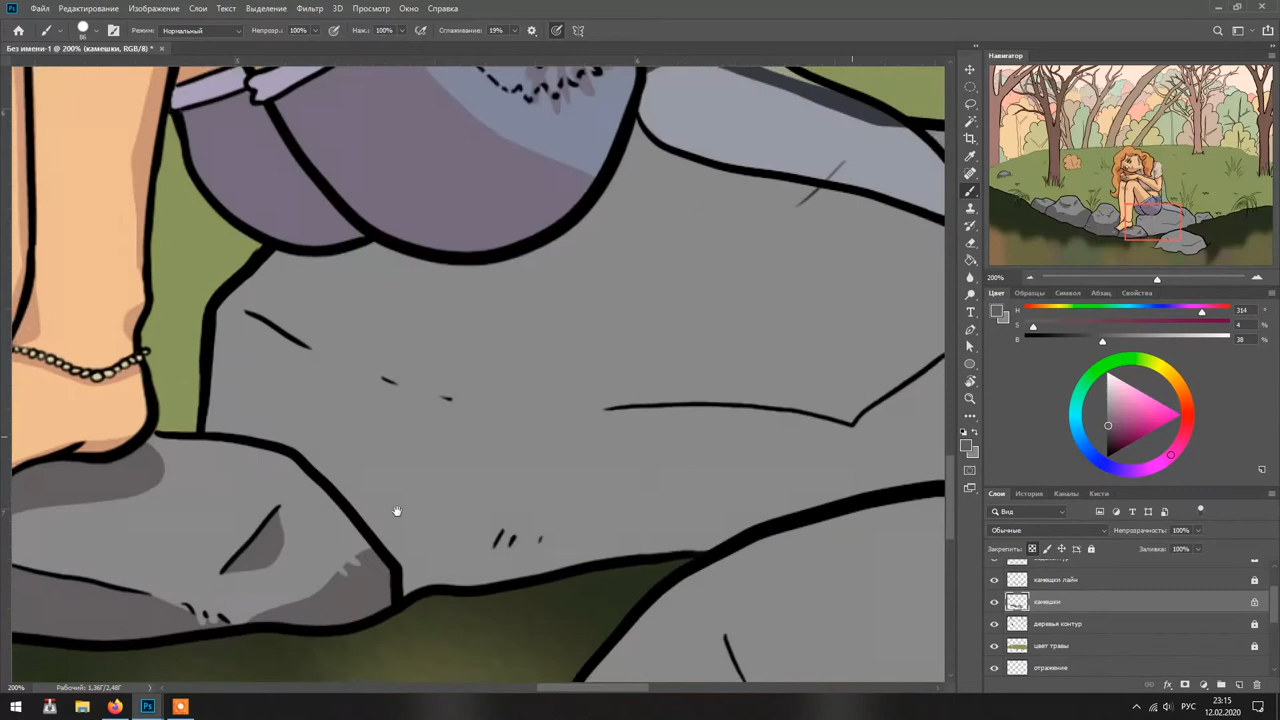 Файл Редактирование Изображение Слои Текст Выделение Фильтр 3D Просмотр Окно Справка
86 Режим: Нормальный Непрозр.: 100% Наж.: 100% Сглаживание: 19%
Без имени-1 @ 200% (камешки, RGB/8) *
Навигатор
200%
Цвет Образцы Символ Абзац Свойства
H 314 °
S 4 %
B 38 %
Слои История Каналы Кисти
Вид
Обычные Непрозрачность: 100%
Закрепить: Заливка: 100%
камещки лайн
камешки
деревья контур
цвет травы
отражения
200% Рабочий: 1,36Г/2,48Г
РУС 23:15
12.02.2020